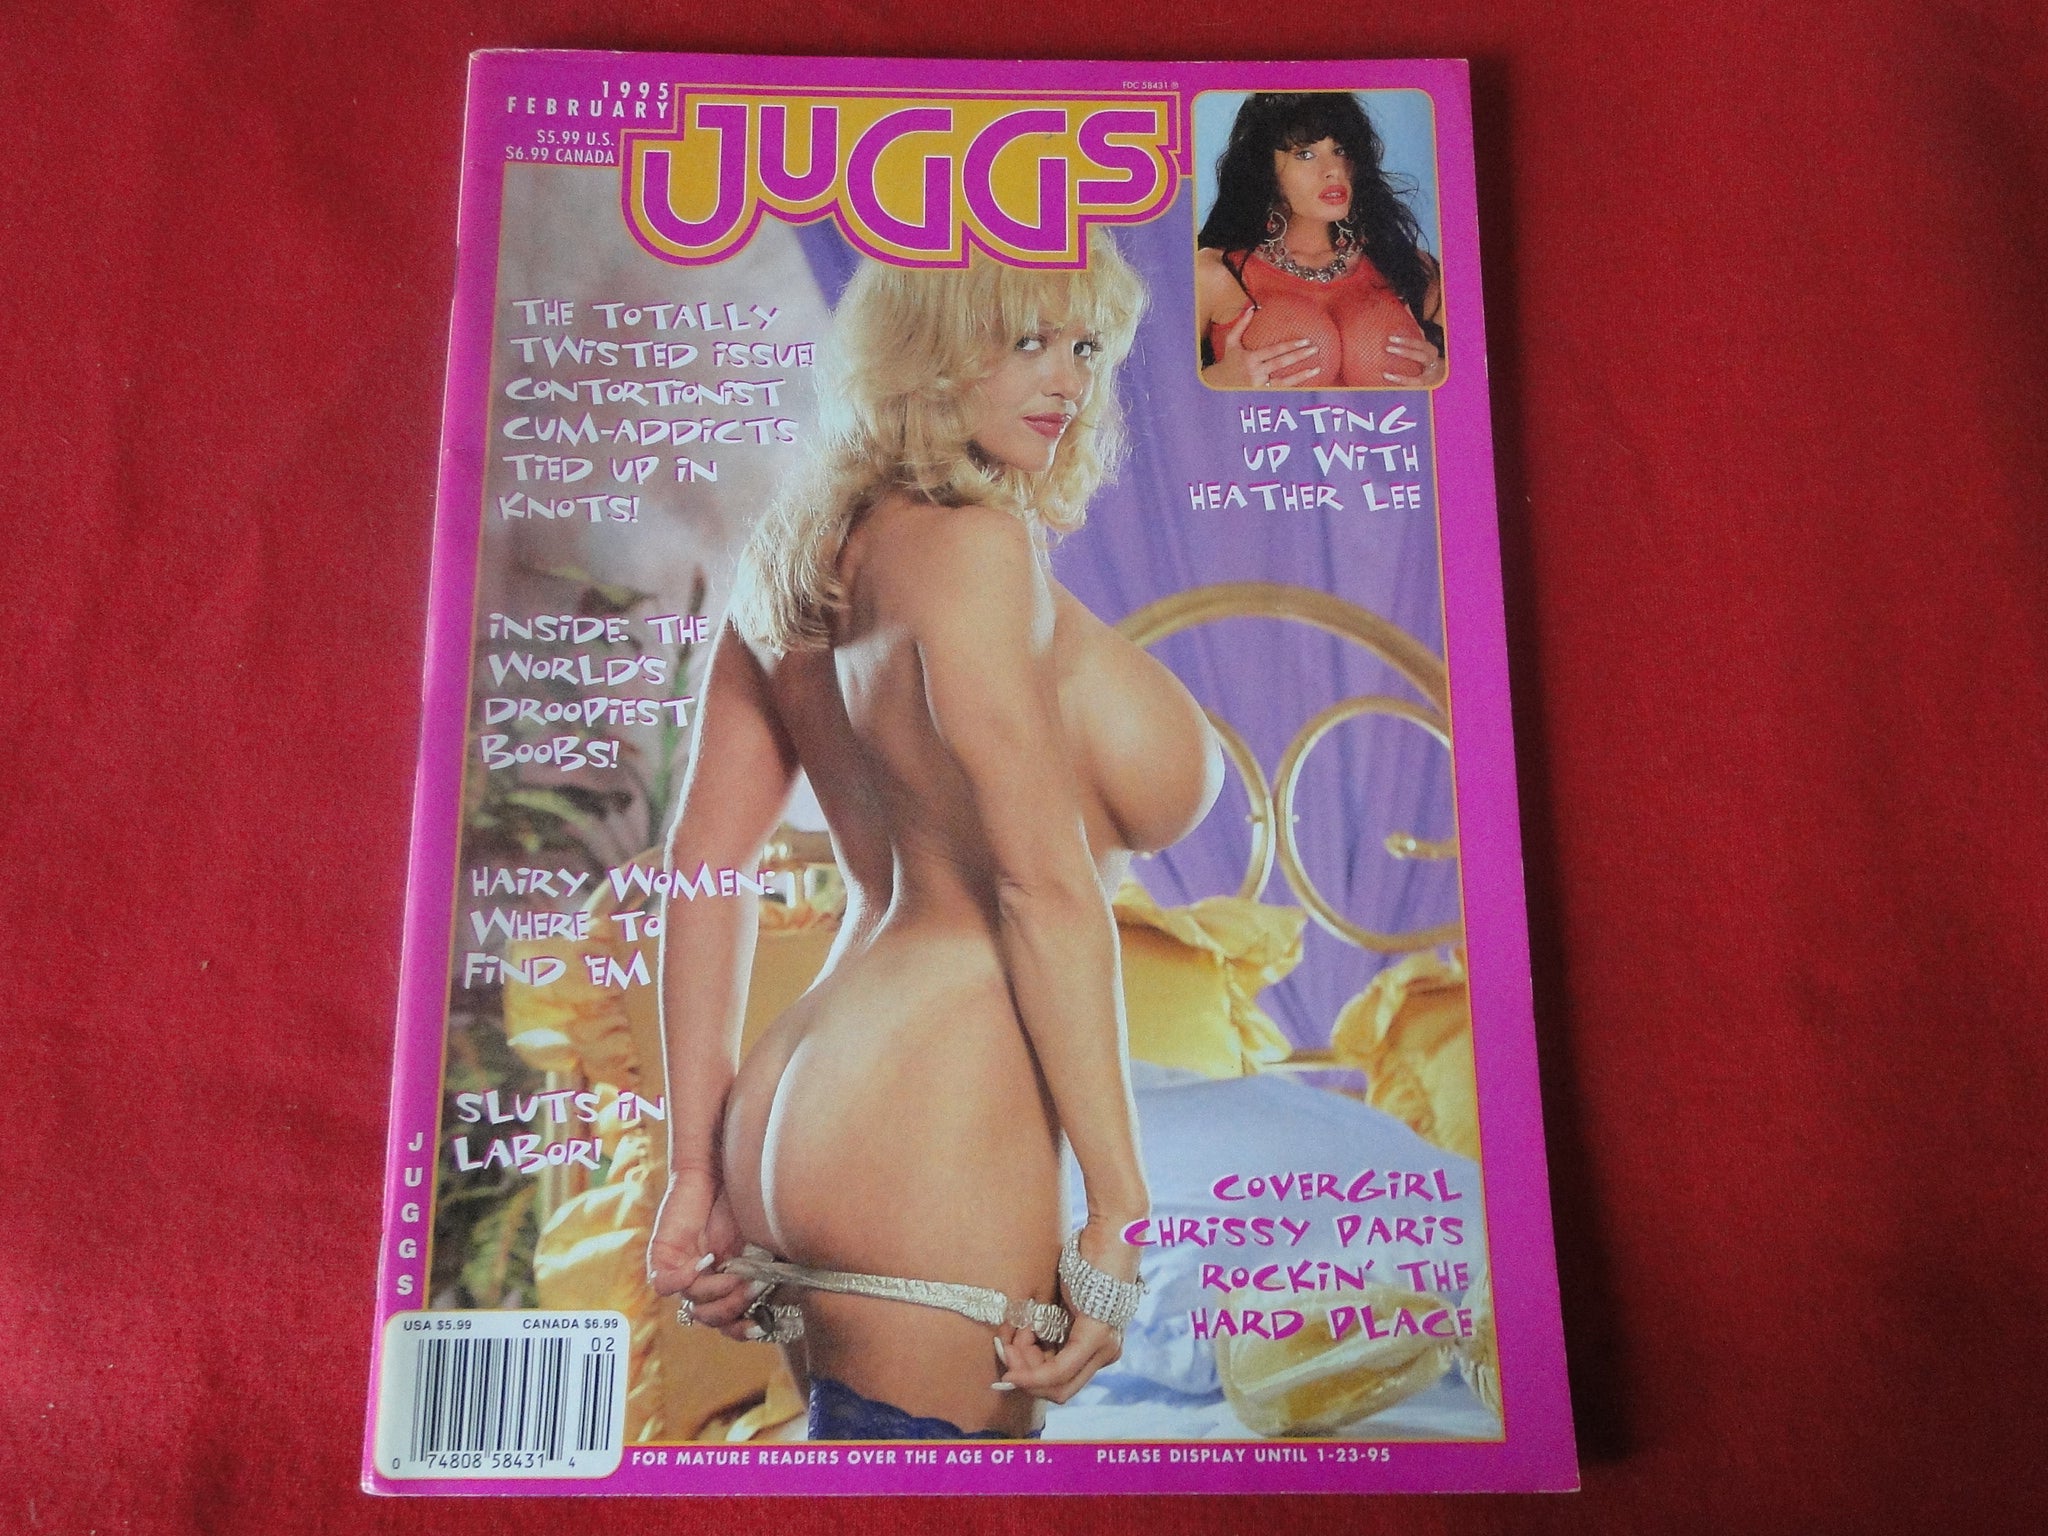 1995
FEBRUARY
$5.99 U.S.
$6.99 CANADA
FDC 58431
JUGGS
THE TOTALLY
TWISTED ISSUE!
CONTORTIONIST
CUM-ADDICTS
TIED UP IN
KNOTS!
HEATING
UP WITH
HEATHER LEE
INSIDE: THE
WORLD'S
DROOPIEST
BOOBS!
HAIRY WOMEN:
WHERE TO
FIND 'EM
SLUTS IN
LABOR!
COVERGIRL
CHRISSY PARIS
ROCKIN' THE
HARD PLACE
JUGGS
USA $5.99 CANADA $6.99
02
0 74808 58431 4
FOR MATURE READERS OVER THE AGE OF 18. PLEASE DISPLAY UNTIL 1-23-95